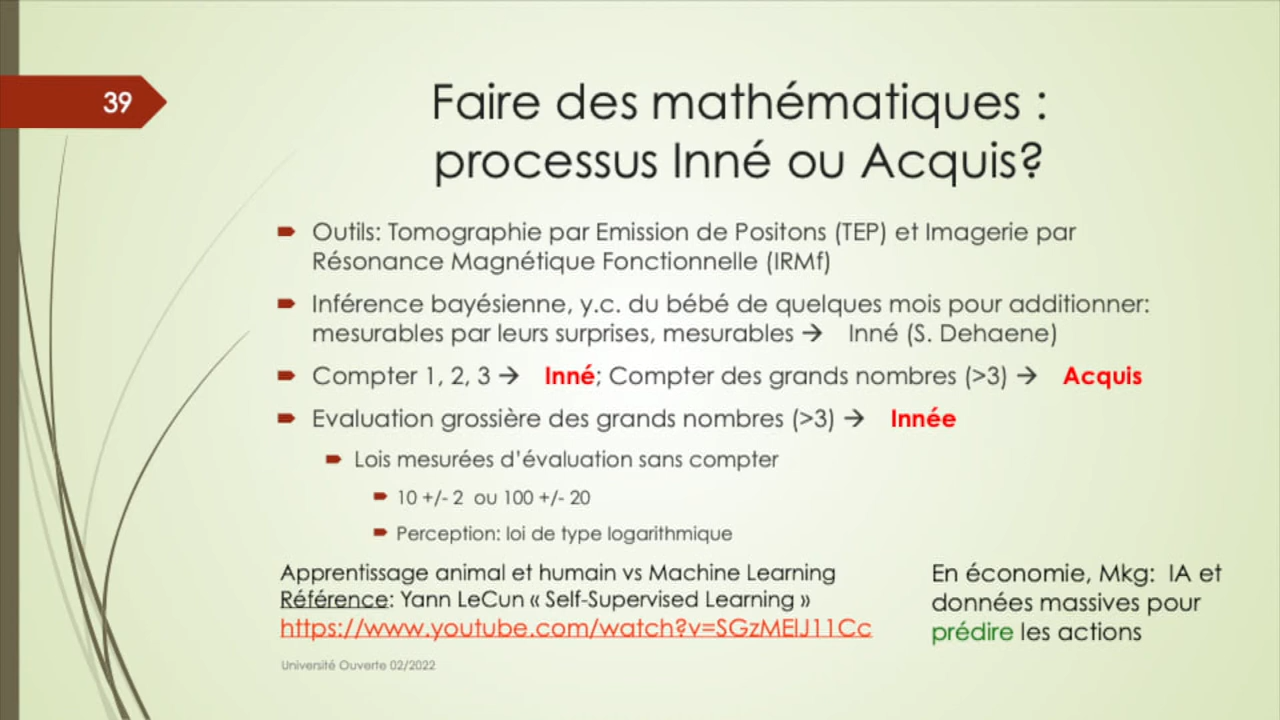 39
Faire des mathématiques :
processus Inné ou Acquis?
Outils: Tomographie par Emission de Positons (TEP) et Imagerie par
Résonance Magnétique Fonctionnelle (IRMf)
Inférence bayésienne, y.c. du bébé de quelques mois pour additionner:
mesurables par leurs surprises, mesurables → Inné (S. Dehaene)
Compter 1, 2, 3 → Inné; Compter des grands nombres (>3) → Acquis
Evaluation grossière des grands nombres (>3) → Innée
Lois mesurées d'évaluation sans compter
10 +/- 2 ou 100 +/- 20
Perception: loi de type logarithmique
Apprentissage animal et humain vs Machine Learning
Référence: Yann LeCun « Self-Supervised Learning »
https://www.youtube.com/watch?v=SGzMElJ11Cc
En économie, Mkg: IA et
données massives pour
prédire les actions
Université Ouverte 02/2022